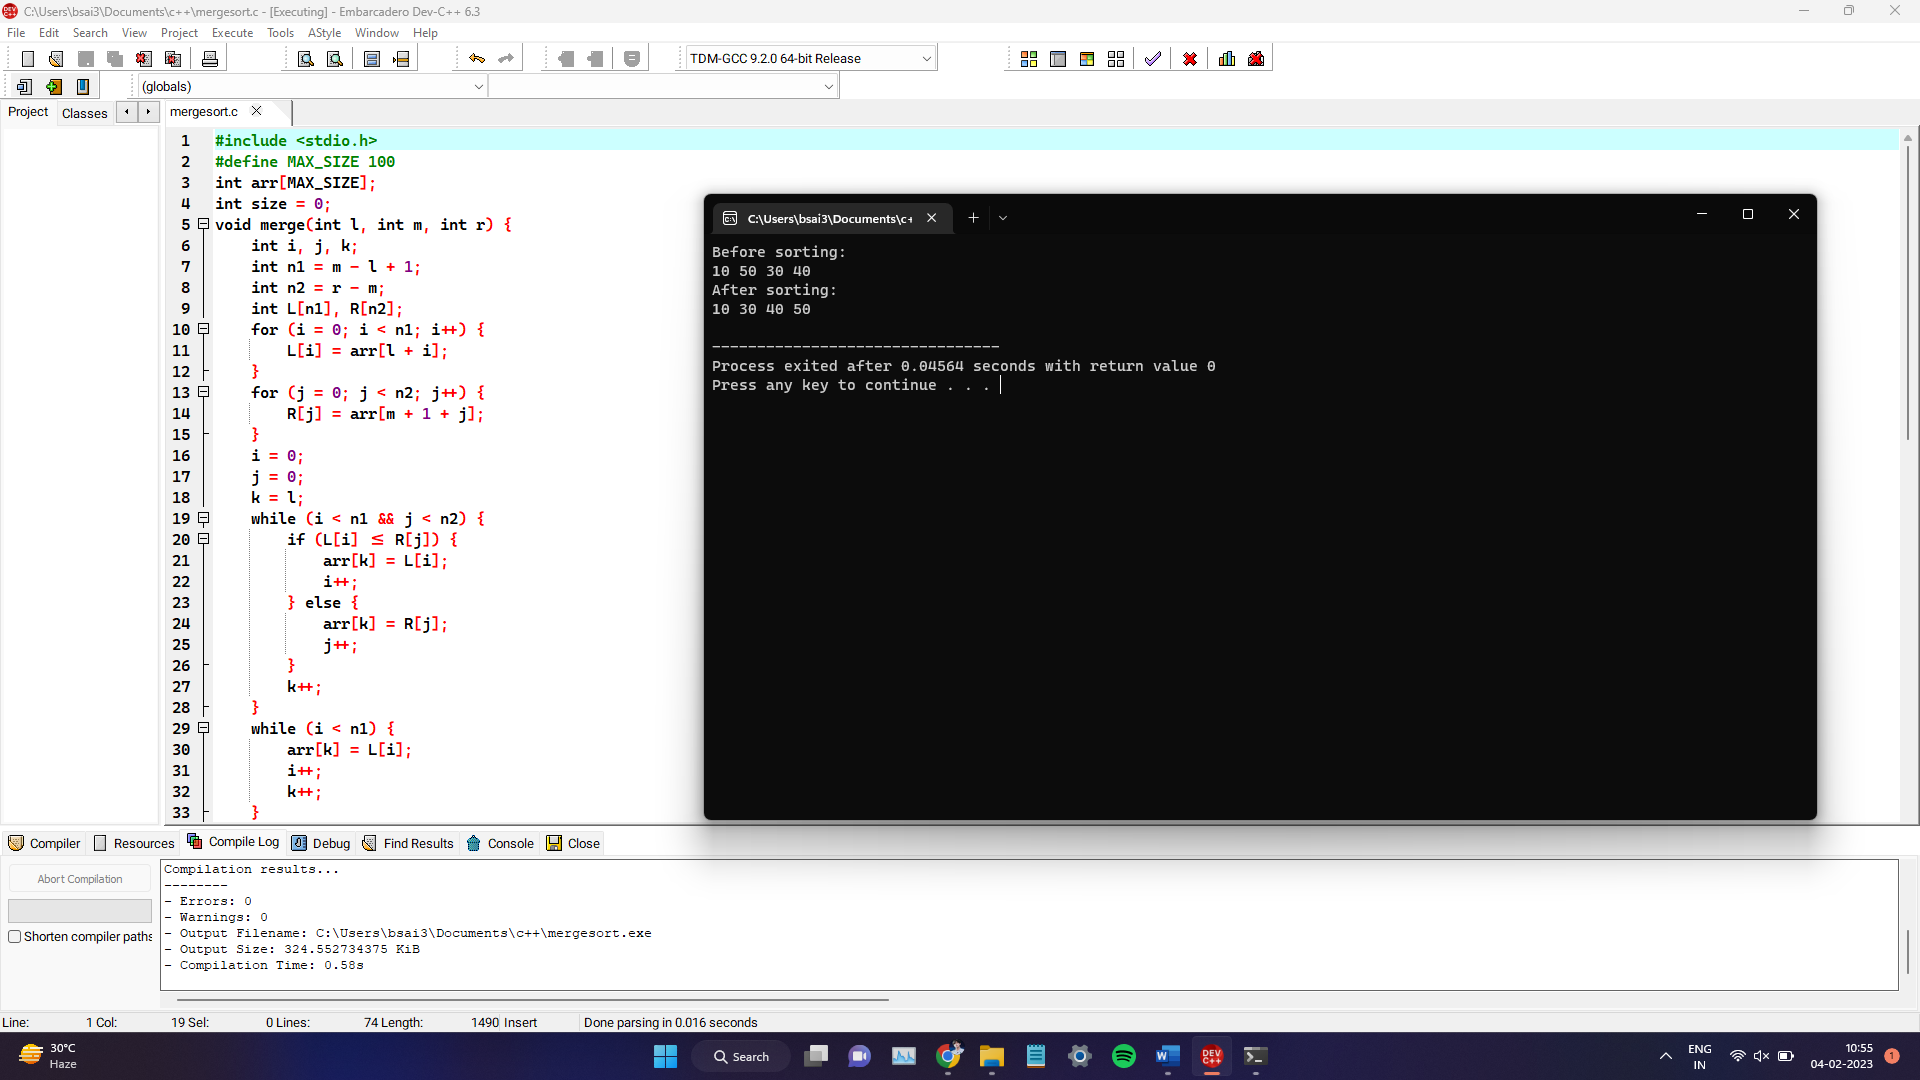 C:\Users\bsai3\Documents\c++\mergesort.c - [Executing] - Embarcadero Dev-C++ 6.3
File Edit Search View Project Execute Tools AStyle Window Help
TDM-GCC 9.2.0 64-bit Release
(globals)
Project Classes
mergesort.c
1 #include <stdio.h>
2 #define MAX_SIZE 100
3 int arr[MAX_SIZE];
4 int size = 0;
5 void merge(int l, int m, int r) {
6 int i, j, k;
7 int n1 = m - l + 1;
8 int n2 = r - m;
9 int L[n1], R[n2];
10 for (i = 0; i < n1; i++) {
11 L[i] = arr[l + i];
12 }
13 for (j = 0; j < n2; j++) {
14 R[j] = arr[m + 1 + j];
15 }
16 i = 0;
17 j = 0;
18 k = l;
19 while (i < n1 && j < n2) {
20 if (L[i] <= R[j]) {
21 arr[k] = L[i];
22 i++;
23 } else {
24 arr[k] = R[j];
25 j++;
26 }
27 k++;
28 }
29 while (i < n1) {
30 arr[k] = L[i];
31 i++;
32 k++;
33 }
C:\Users\bsai3\Documents\c+
Before sorting:
10 50 30 40
After sorting:
10 30 40 50
--------------------------------
Process exited after 0.04564 seconds with return value 0
Press any key to continue . . .
Compiler Resources Compile Log Debug Find Results Console Close
Abort Compilation
Shorten compiler paths
Compilation results...
--------
- Errors: 0
- Warnings: 0
- Output Filename: C:\Users\bsai3\Documents\c++\mergesort.exe
- Output Size: 324.552734375 KiB
- Compilation Time: 0.58s
Line: 1 Col: 19 Sel: 0 Lines: 74 Length: 1490 Insert Done parsing in 0.016 seconds
30°C
Haze
Search
DEV
C++
ENG
IN
10:55
04-02-2023
1